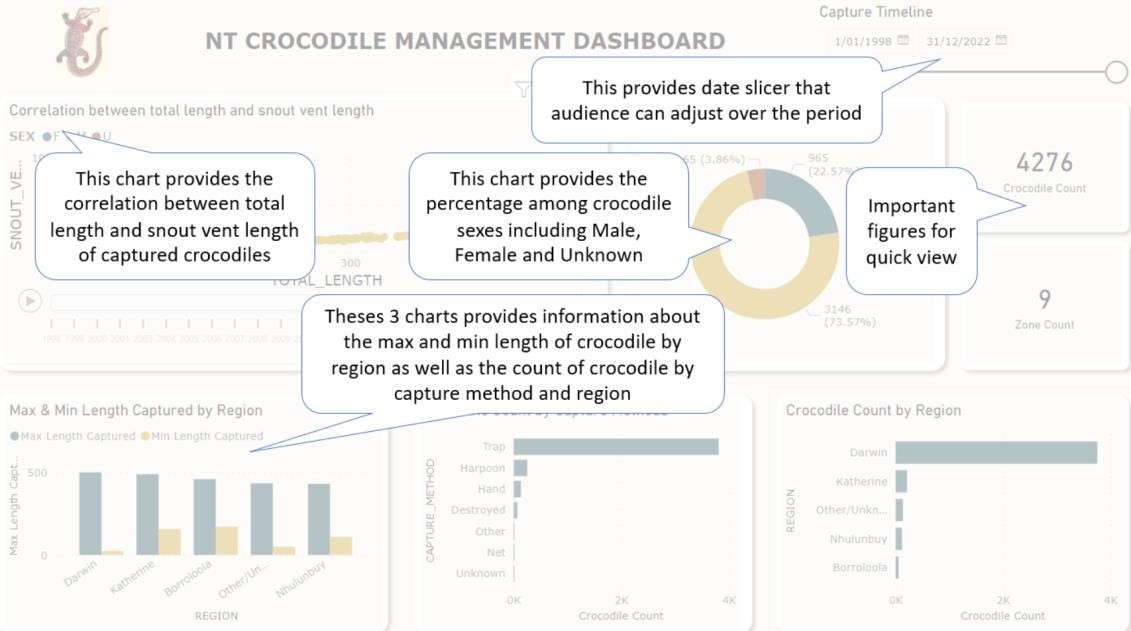 Capture Timeline
NT CROCODILE MANAGEMENT DASHBOARD
1/01/1998
31/12/2022
This provides date slicer that
audience can adjust over the period
Correlation between total length and snout vent length
SEX F U
This chart provides the
correlation between total
length and snout vent length
of captured crocodiles
SNOUT_VE...
300
TOTAL_LENGTH
1998 1999 2000 2001 2003 2004 2005 2006 2007 2008 2009
This chart provides the
percentage among crocodile
sexes including Male,
Female and Unknown
(3.86%)
965
(22.57%)
3146
(73.57%)
Important
figures for
quick view
4276
Crocodile Count
9
Zone Count
Theses 3 charts provides information about
the max and min length of crocodile by
region as well as the count of crocodile by
capture method and region
Max & Min Length Captured by Region
Max Length Captured Min Length Captured
Max Length Capt...
500
0
Darwin
Katherine
Borroloola
Other/Un...
Nhulunbuy
REGION
CAPTURE_METHOD
Trap
Harpoon
Hand
Destroyed
Other
Net
Unknown
0K 2K 4K
Crocodile Count
Crocodile Count by Region
REGION
Darwin
Katherine
Other/Unkn...
Nhulunbuy
Borroloola
0K 2K 4K
Crocodile Count